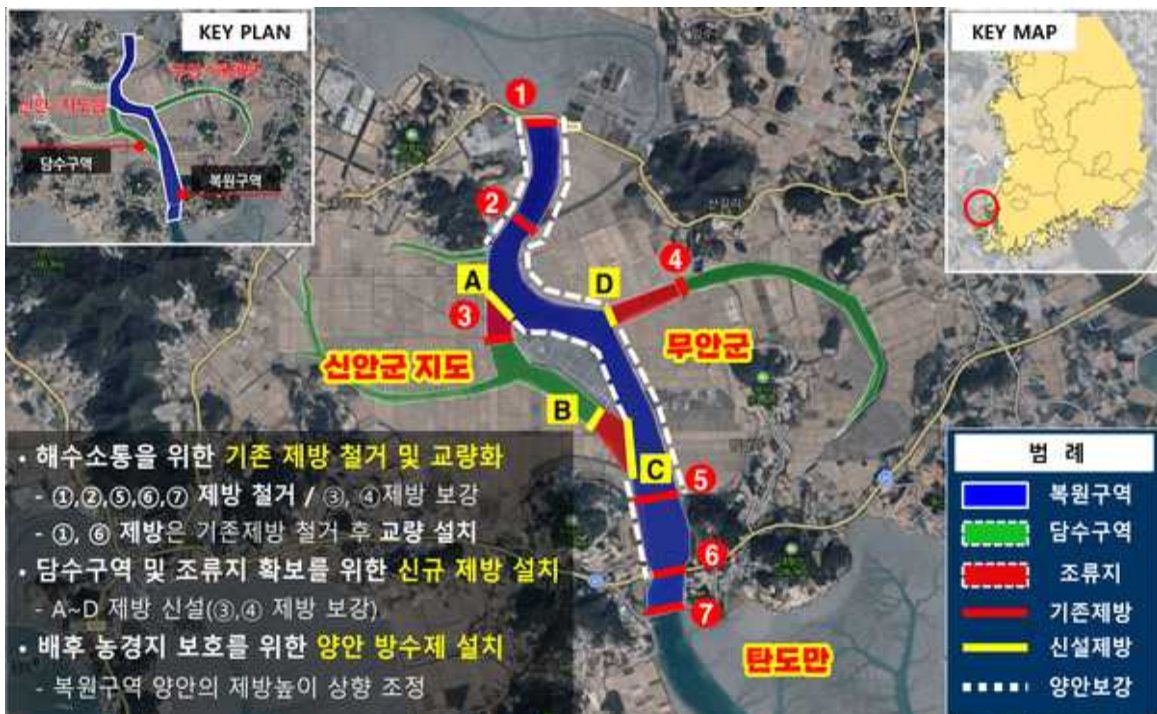 KEY PLAN
신안 지도읍
담수구역
복원구역
KEY MAP
1
2
A
3
4
D
무안군
신안군 지도
B
C
5
6
7
탄도만
산길리
• 해수소통을 위한 기존 제방 철거 및 교량화
- ①,②,⑤,⑥,⑦ 제방 철거 / ③, ④제방 보강
- ①, ⑥ 제방은 기존제방 철거 후 교량 설치
• 담수구역 및 조류지 확보를 위한 신규 제방 설치
- A~D 제방 신설(③,④ 제방 보강)
• 배후 농경지 보호를 위한 양안 방수제 설치
- 복원구역 양안의 제방높이 상향 조정
범 례
복원구역
담수구역
조류지
기존제방
신설제방
양안보강